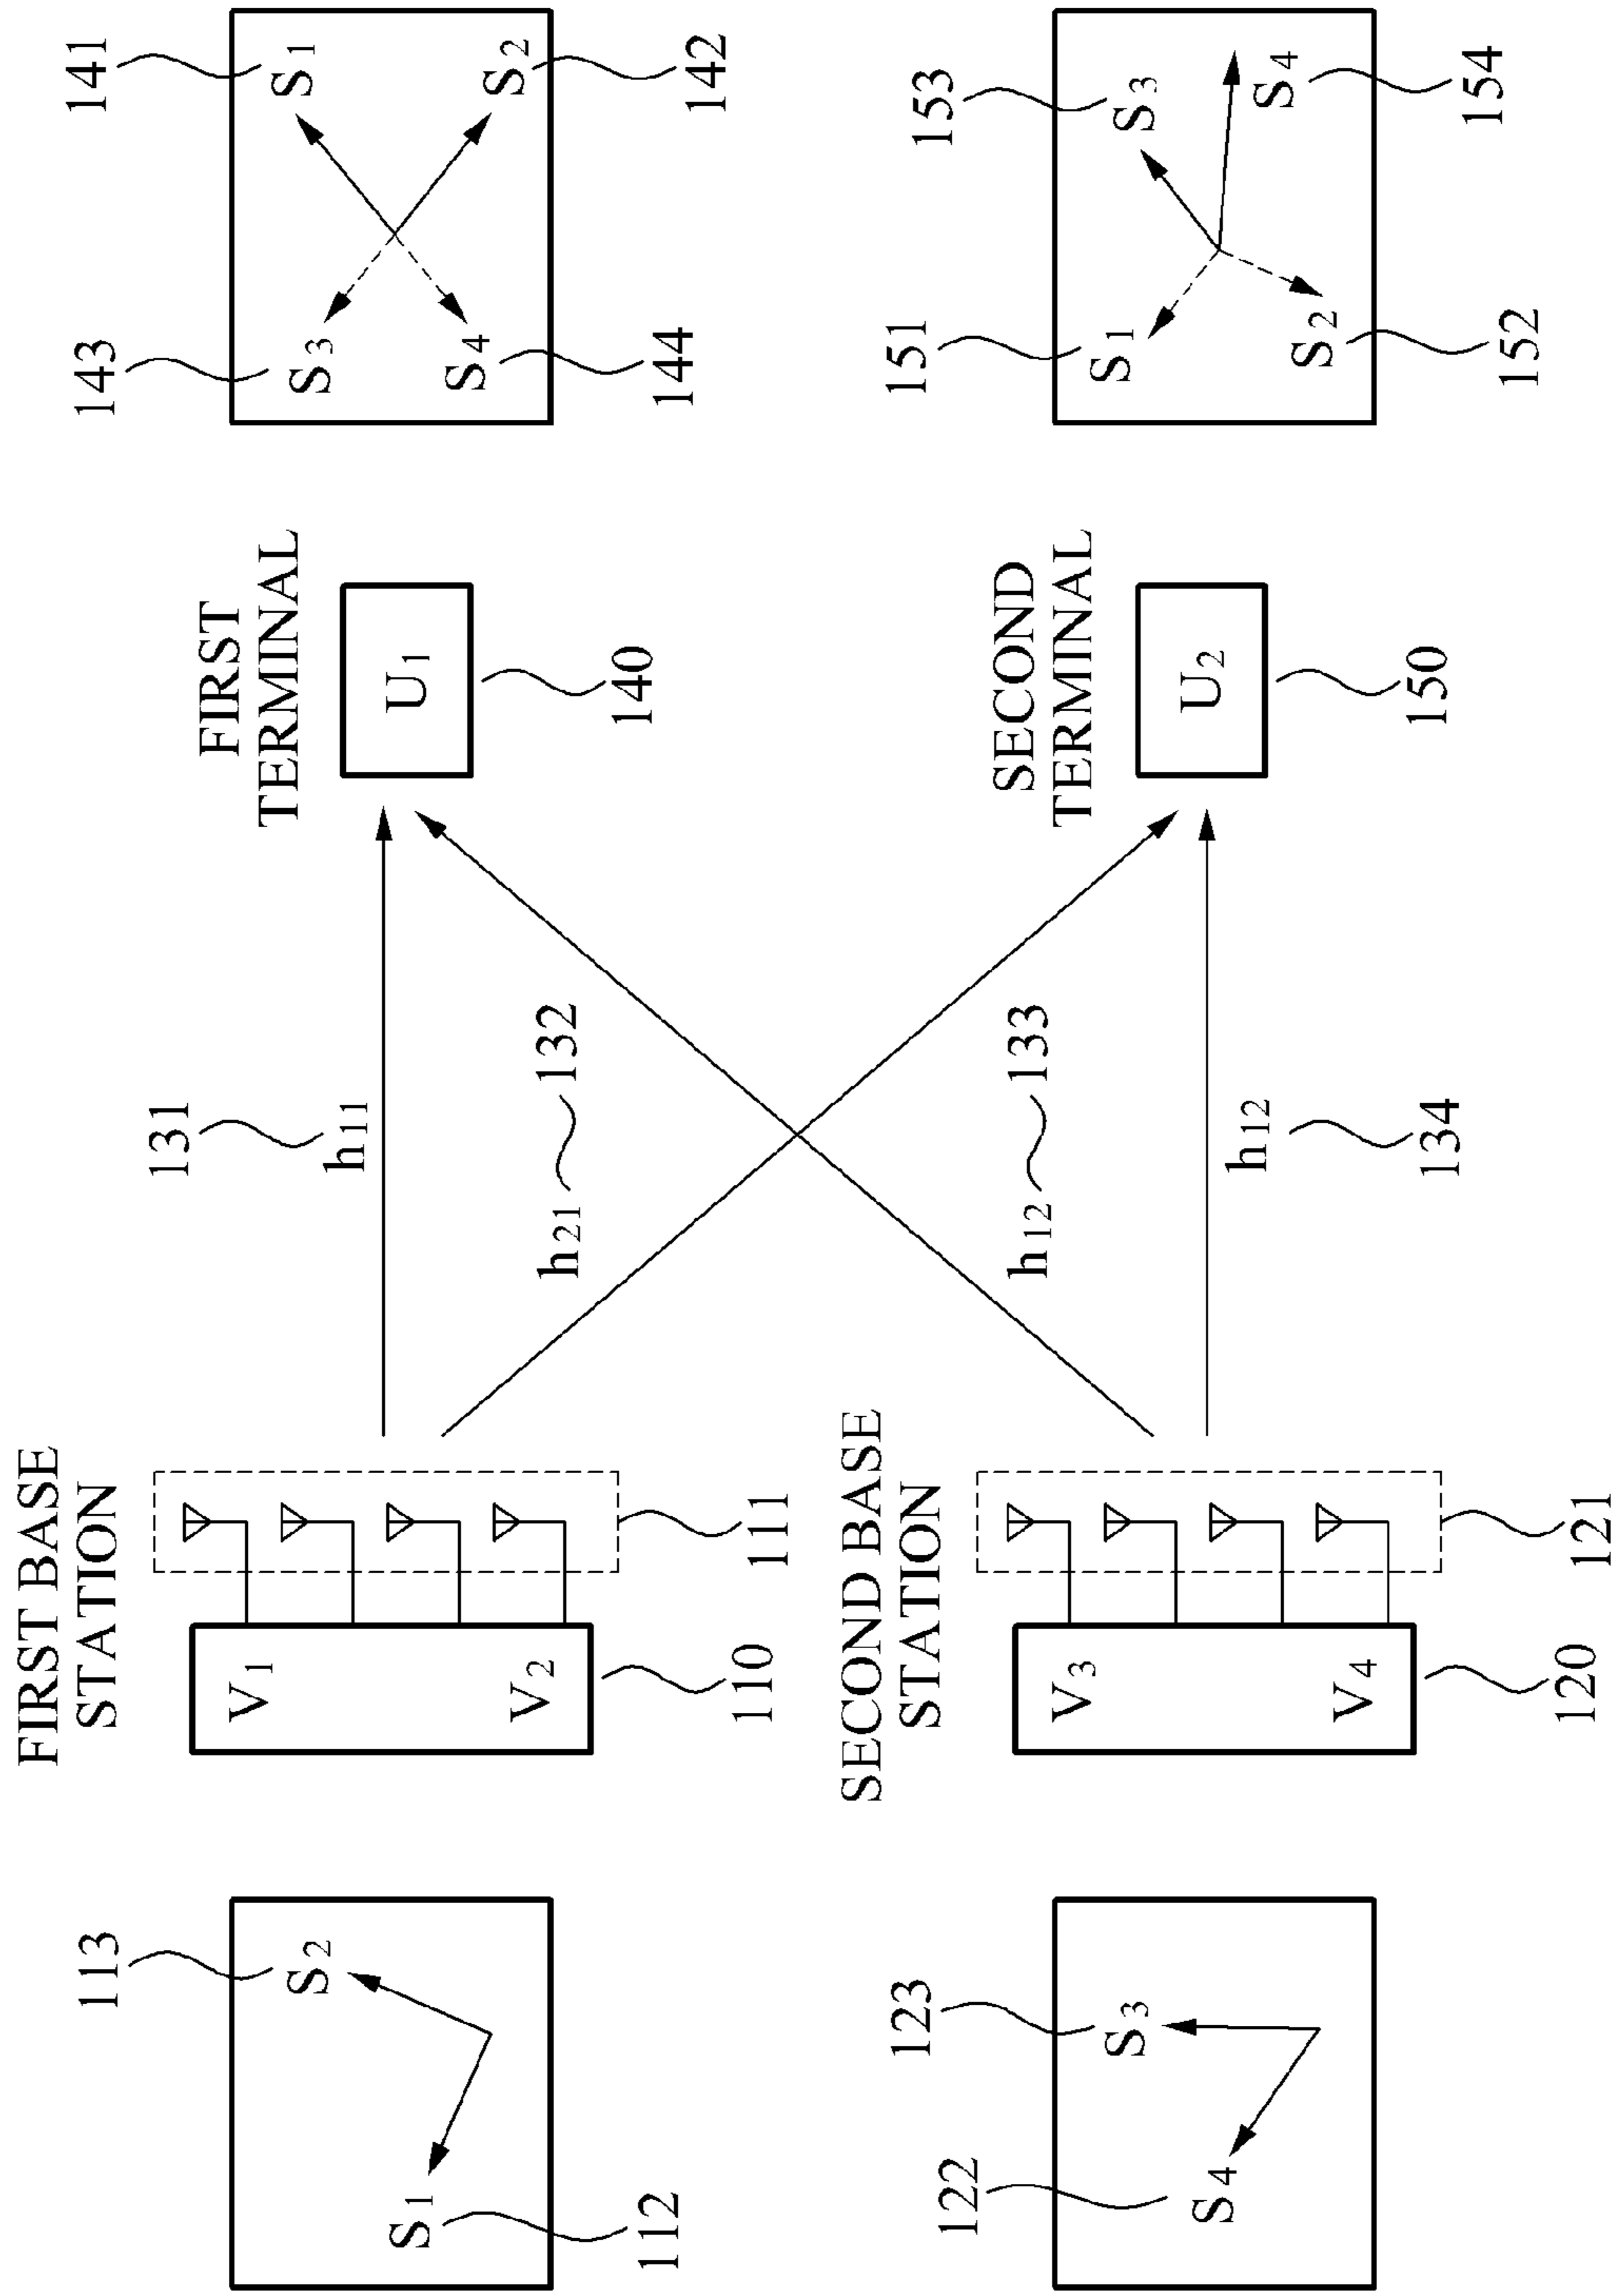 FIRST BASE
STATION
V1
V2
110
111
113
S2
S1
112
131
h11
h21
132
FIRST
TERMINAL
U1
140
141
S1
S2
142
143
S3
S4
144
SECOND BASE
STATION
V3
V4
120
121
123
S3
122
S4
h12
133
h12
134
SECOND
TERMINAL
U2
150
151
S1
S2
152
153
S3
S4
154